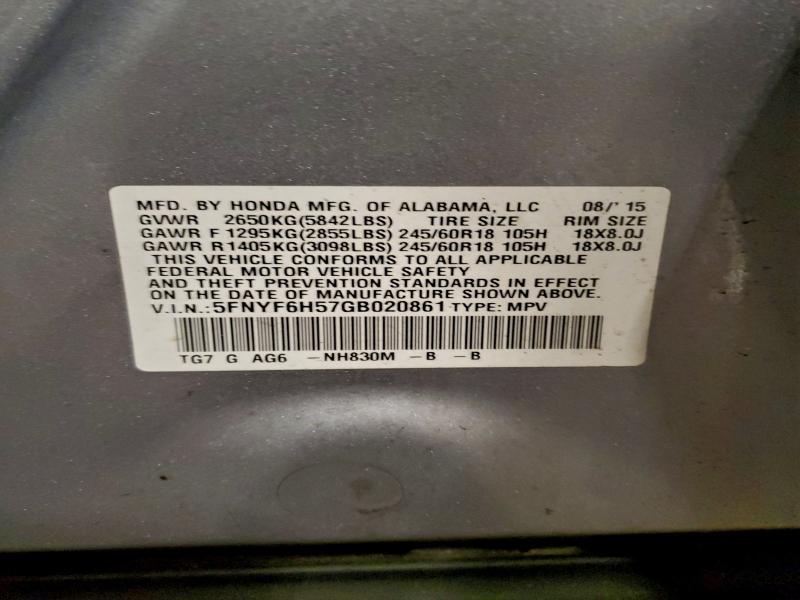 MFD. BY HONDA MFG. OF ALABAMA, LLC 08/'15
GVWR 2650KG(5842LBS) TIRE SIZE RIM SIZE
GAWR F 1295KG(2855LBS) 245/60R18 105H 18X8.0J
GAWR R1405KG(3098LBS) 245/60R18 105H 18X8.0J
THIS VEHICLE CONFORMS TO ALL APPLICABLE
FEDERAL MOTOR VEHICLE SAFETY
AND THEFT PREVENTION STANDARDS IN EFFECT
ON THE DATE OF MANUFACTURE SHOWN ABOVE.
V.I.N.: 5FNYF6H57GB020861 TYPE: MPV
TG7 G AG6 -NH830M -B -B